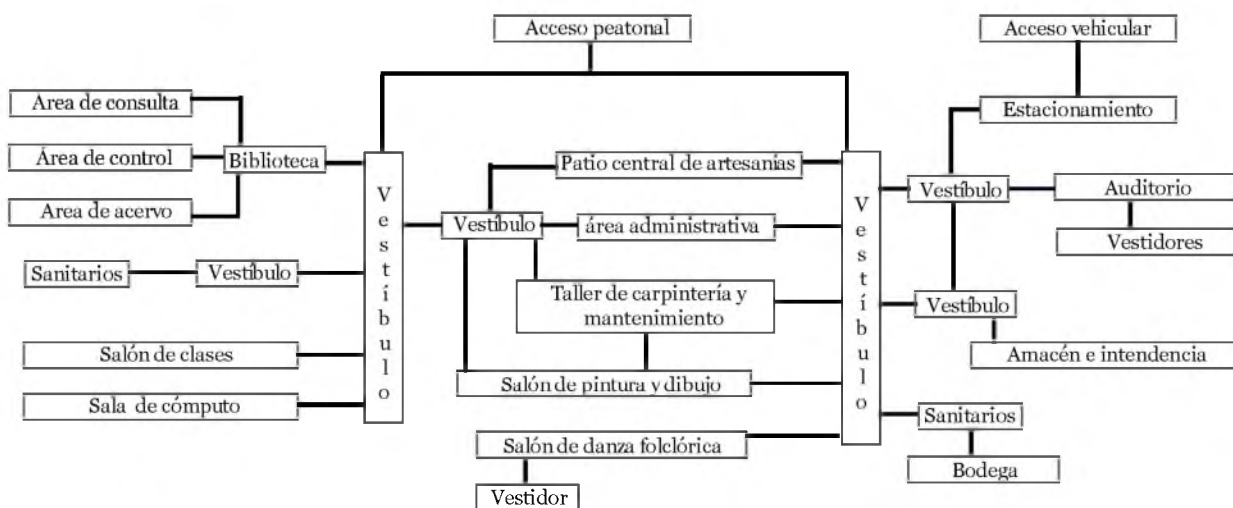 Acceso peatonal
Acceso vehicular
Area de consulta
Estacionamiento
Área de control
Biblioteca
Patio central de artesanías
Area de acervo
Vestíbulo
Vestíbulo
área administrativa
Vestíbulo
Vestíbulo
Auditorio
Vestidores
Sanitarios
Vestíbulo
Taller de carpintería y
mantenimiento
Vestíbulo
Salón de clases
Amacén e intendencia
Salón de pintura y dibujo
Sala de cómputo
Sanitarios
Salón de danza folclórica
Bodega
Vestidor